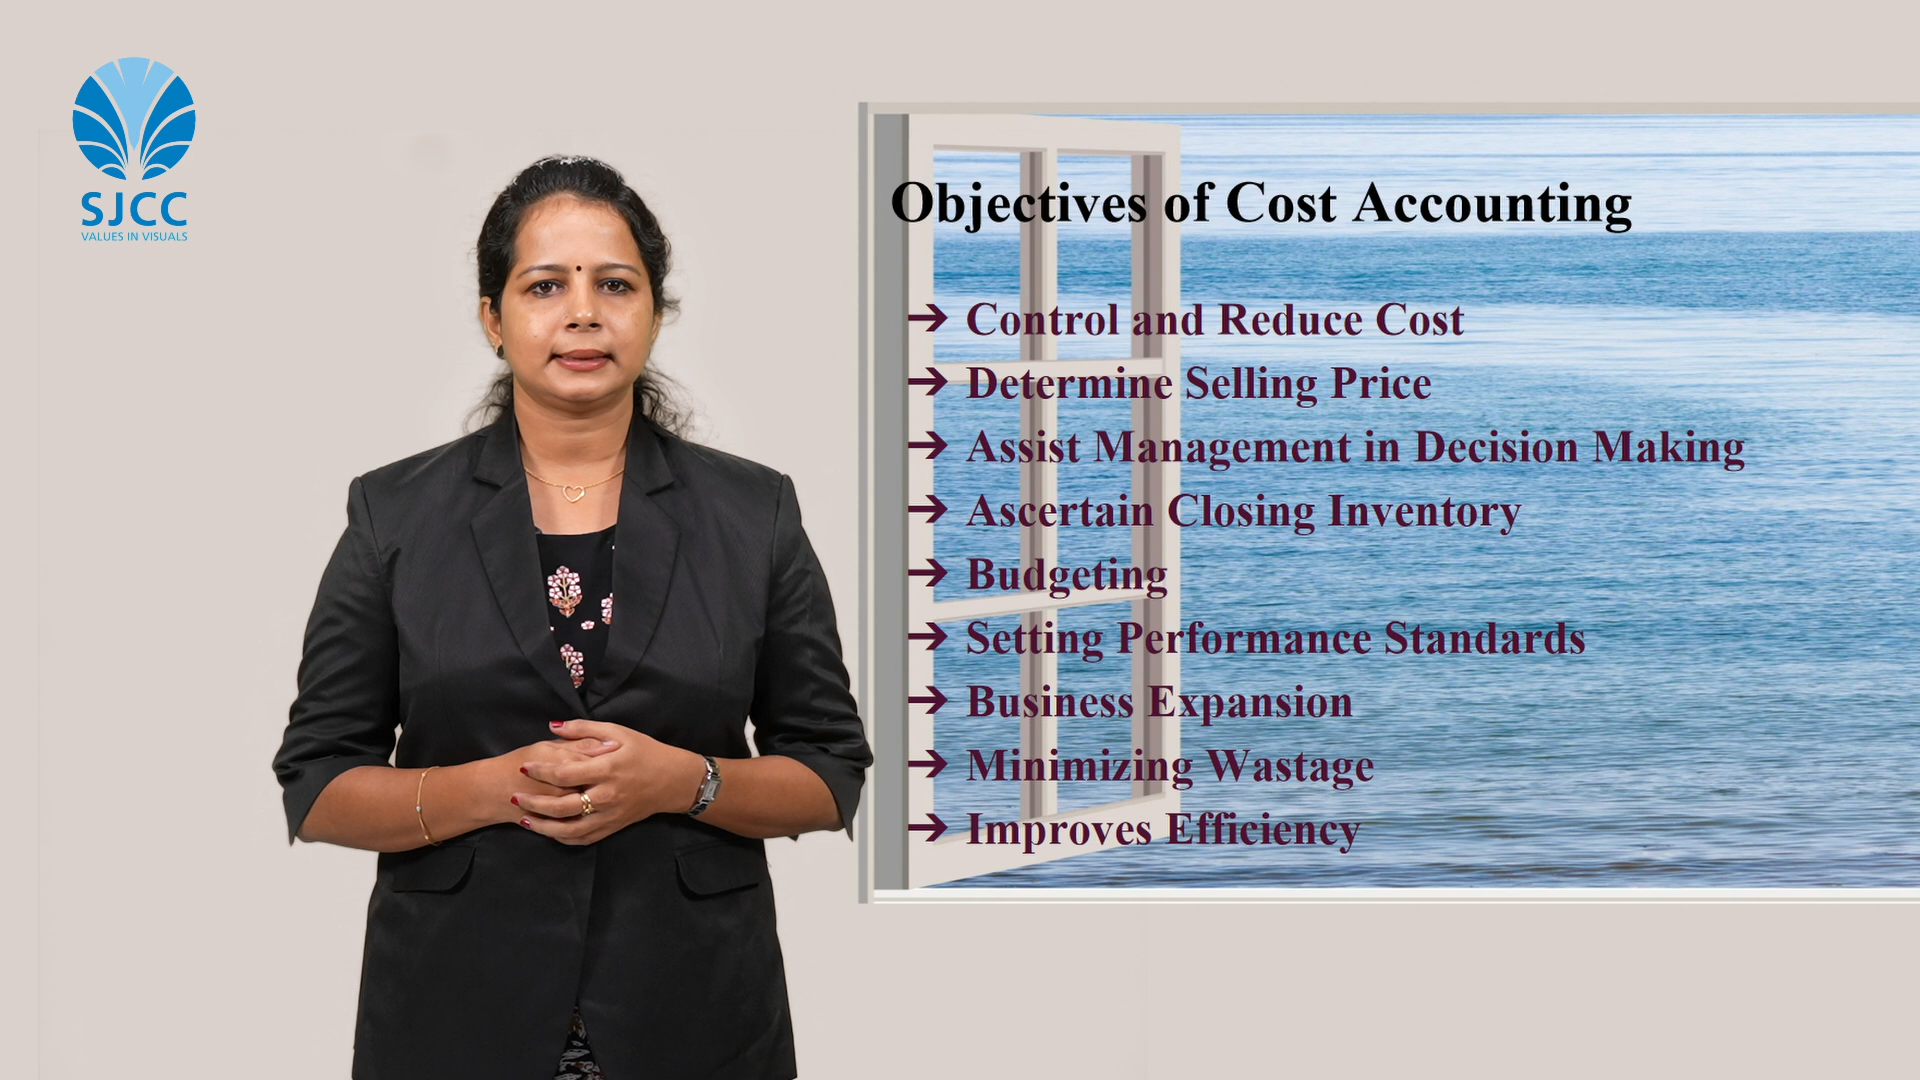 SJCC
VALUES IN VISUALS
Objectives of Cost Accounting
➔ Control and Reduce Cost
➔ Determine Selling Price
➔ Assist Management in Decision Making
➔ Ascertain Closing Inventory
➔ Budgeting
➔ Setting Performance Standards
➔ Business Expansion
➔ Minimizing Wastage
➔ Improves Efficiency